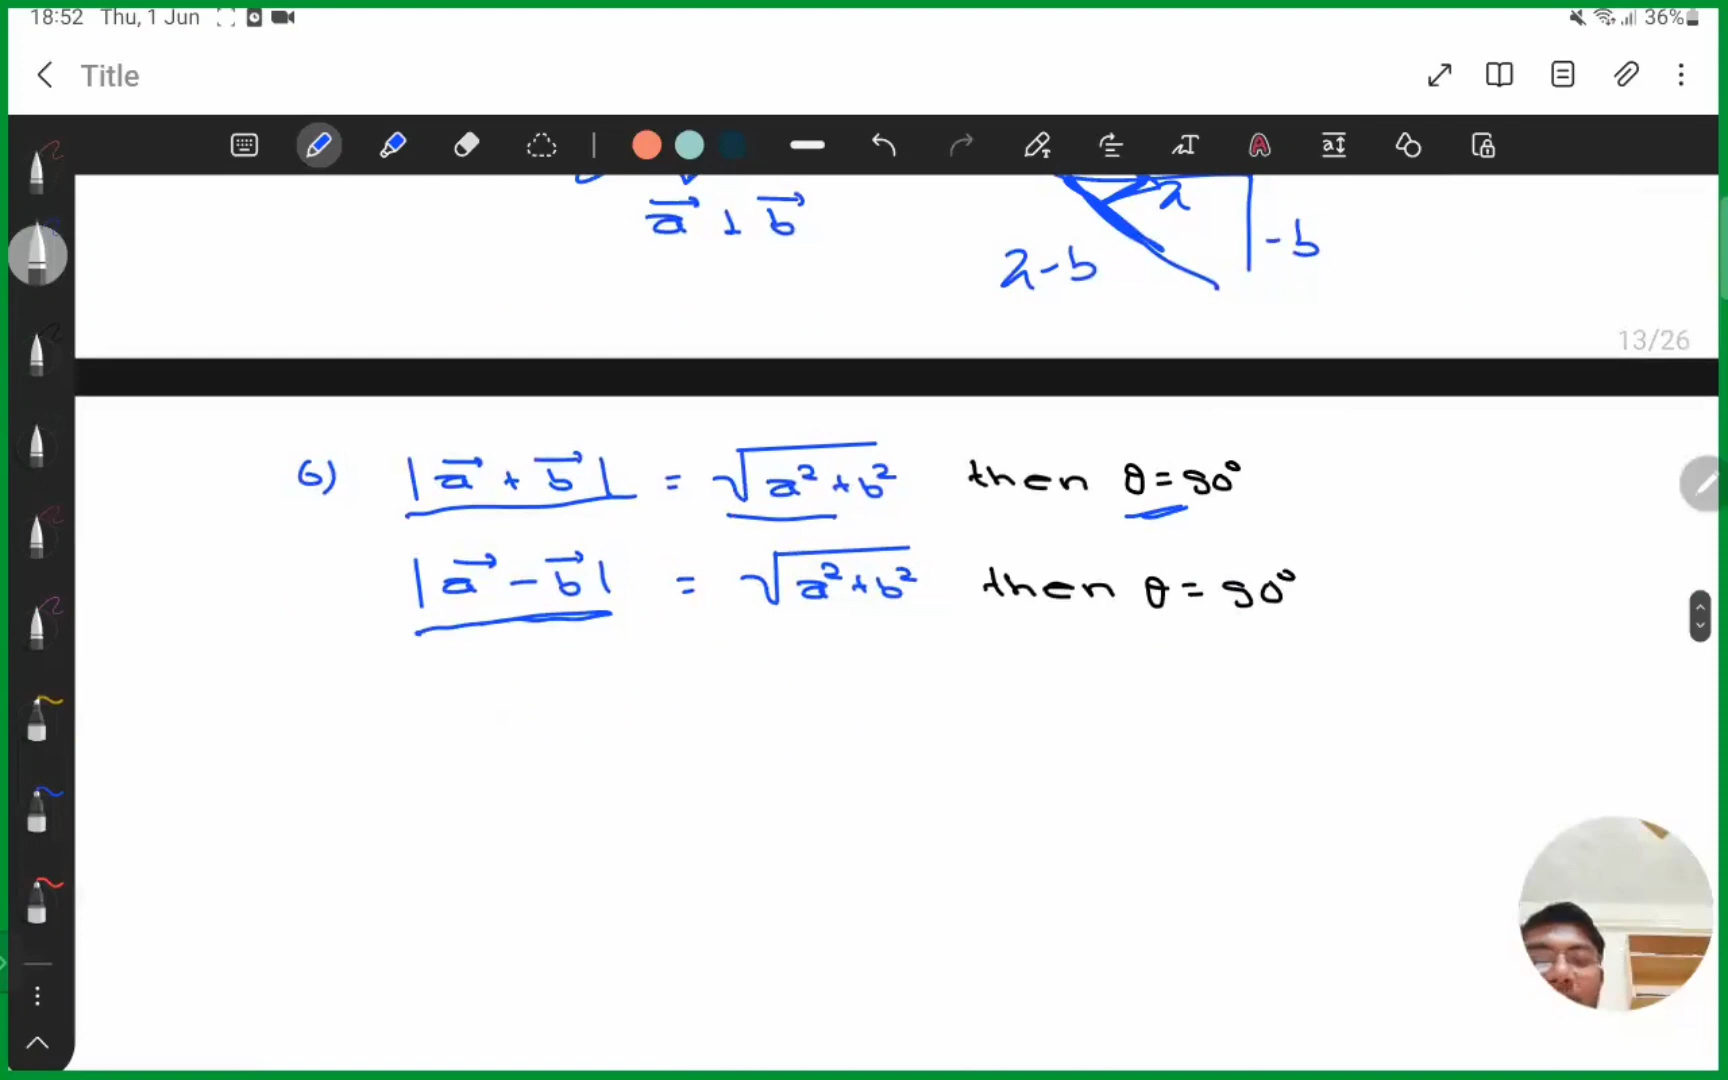 18:52 Thu, 1 Jun
36%
Title
a⃗ ⊥ b⃗
a
-b
a-b
13/26
6) |a⃗ + b⃗| = √(a²+b²) then θ = 90°
|a⃗ - b⃗| = √(a²+b²) then θ = 90°